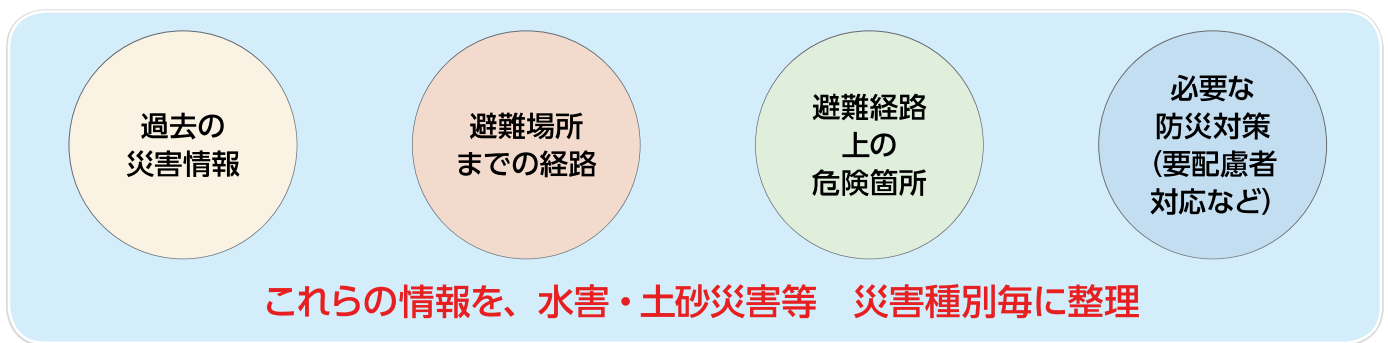 過去の
災害情報
避難場所
までの経路
避難経路
上の
危険箇所
必要な
防災対策
(要配慮者
対応など)
これらの情報を、水害・土砂災害等　災害種別毎に整理